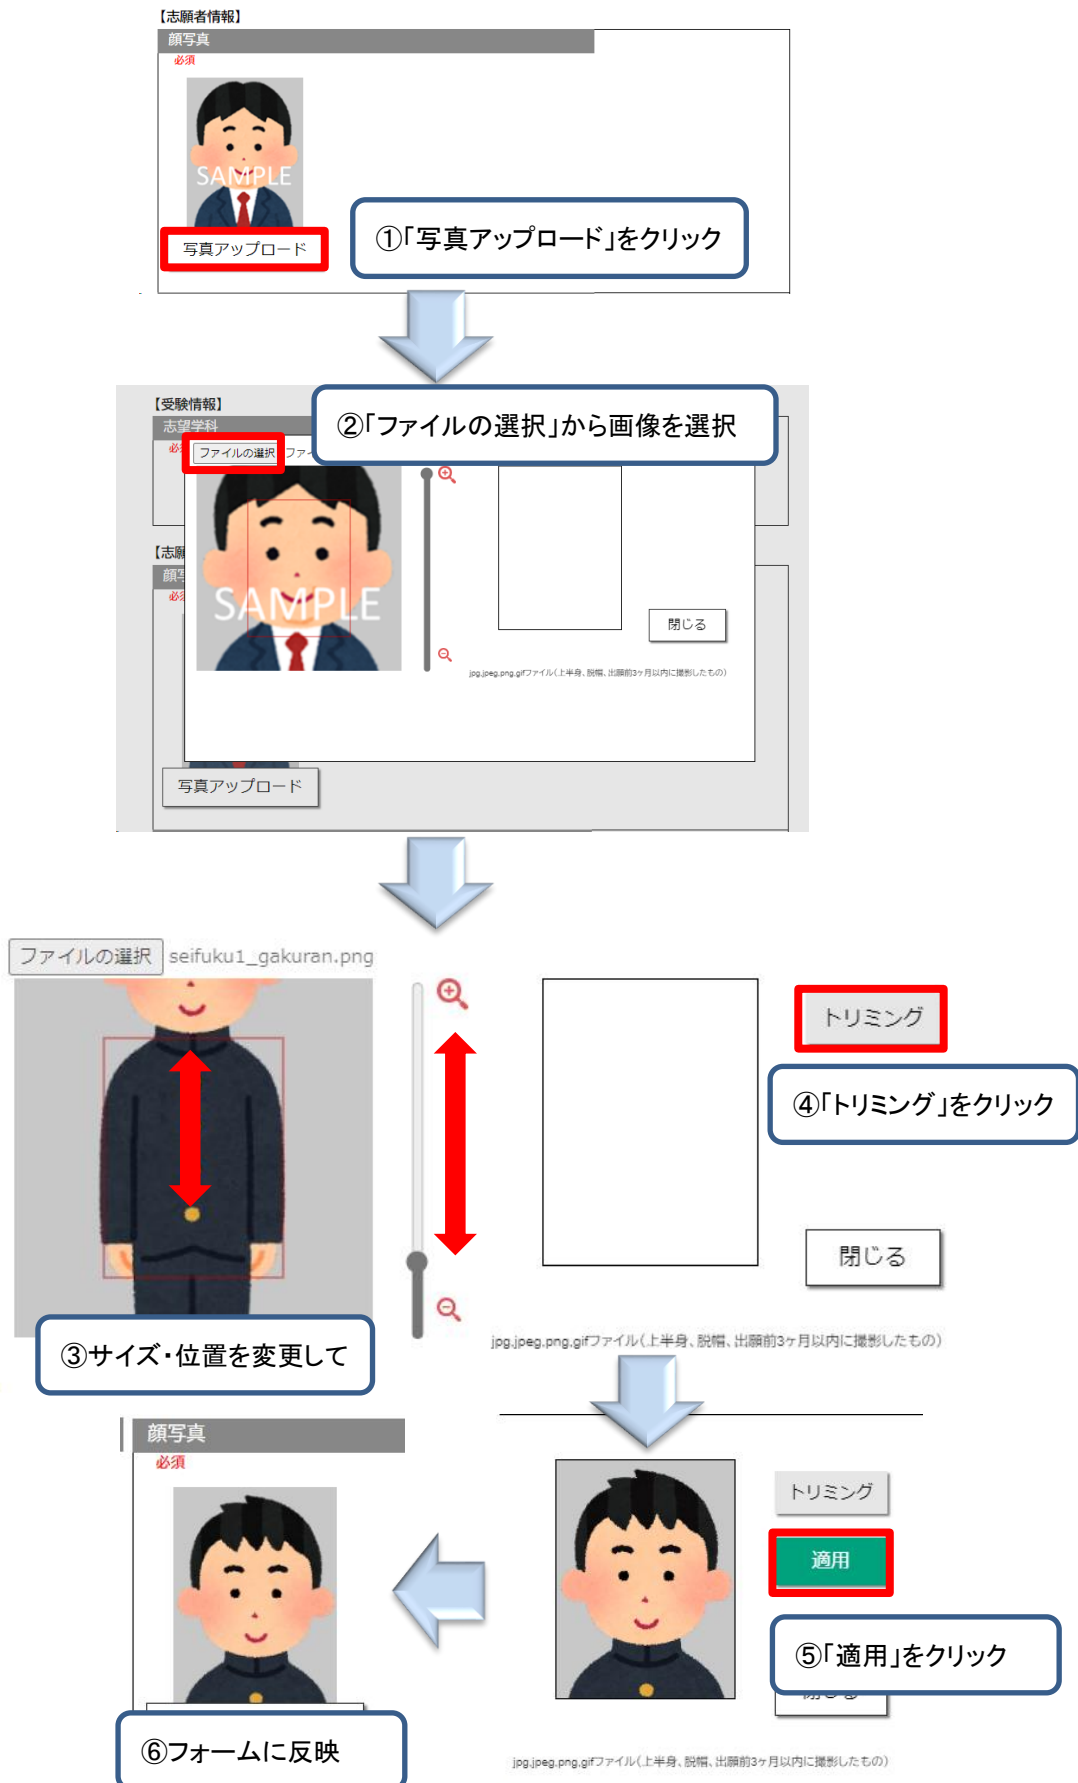 【志願者情報】
顔写真
必須
SAMPLE
写真アップロード
①「写真アップロード」をクリック
【受験情報】
②「ファイルの選択」から画像を選択
志望学科
必
ファイルの選択 ファイ
【志願
顔写
必
SAMPLE
閉じる
jpg,jpeg,png,gifファイル(上半身、脱帽、出願前3ヶ月以内に撮影したもの)
写真アップロード
ファイルの選択 seifuku1_gakuran.png
トリミング
④「トリミング」をクリック
閉じる
③サイズ・位置を変更して
jpg,jpeg,png,gifファイル(上半身、脱帽、出願前3ヶ月以内に撮影したもの)
顔写真
必須
トリミング
適用
⑤「適用」をクリック
⑥フォームに反映
jpg,jpeg,png,gifファイル(上半身、脱帽、出願前3ヶ月以内に撮影したもの)